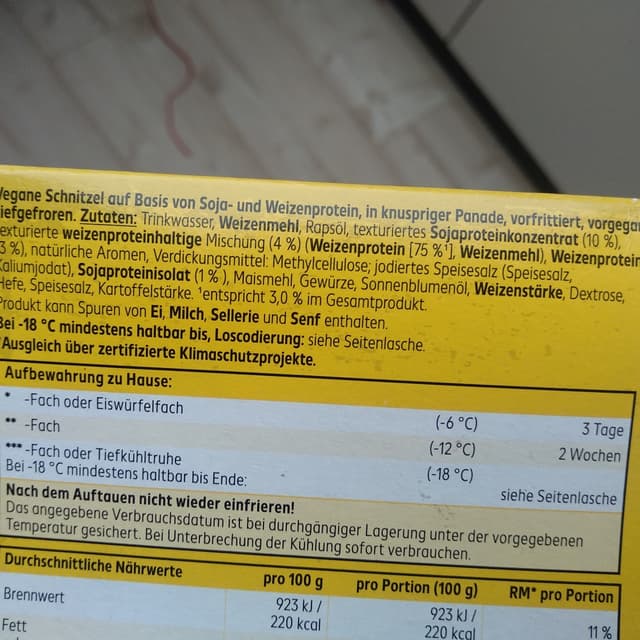 Vegane Schnitzel auf Basis von Soja- und Weizenprotein, in knuspriger Panade, vorfrittiert, vorgegar
tiefgefroren. Zutaten: Trinkwasser, Weizenmehl, Rapsöl, texturiertes Sojaproteinkonzentrat (10 %),
texturierte weizenproteinhaltige Mischung (4 %) (Weizenprotein [75 %¹], Weizenmehl), Weizenprotein
3 %), natürliche Aromen, Verdickungsmittel: Methylcellulose; jodiertes Speisesalz (Speisesalz,
Kaliumjodat), Sojaproteinisolat (1 %), Maismehl, Gewürze, Sonnenblumenöl, Weizenstärke, Dextrose,
Hefe, Speisesalz, Kartoffelstärke. ¹entspricht 3,0 % im Gesamtprodukt.
Produkt kann Spuren von Ei, Milch, Sellerie und Senf enthalten.
Bei -18 °C mindestens haltbar bis, Loscodierung: siehe Seitenlasche.
Ausgleich über zertifizierte Klimaschutzprojekte.
Aufbewahrung zu Hause:
* -Fach oder Eiswürfelfach (-6 °C) 3 Tage
** -Fach (-12 °C) 2 Wochen
*** -Fach oder Tiefkühltruhe (-18 °C)
Bei -18 °C mindestens haltbar bis Ende: siehe Seitenlasche
Nach dem Auftauen nicht wieder einfrieren!
Das angegebene Verbrauchsdatum ist bei durchgängiger Lagerung unter der vorgegebenen
Temperatur gesichert. Bei Unterbrechung der Kühlung sofort verbrauchen.
Durchschnittliche Nährwerte pro 100 g pro Portion (100 g) RM* pro Portion
Brennwert 923 kJ / 923 kJ /
220 kcal 220 kcal 11 %
Fett